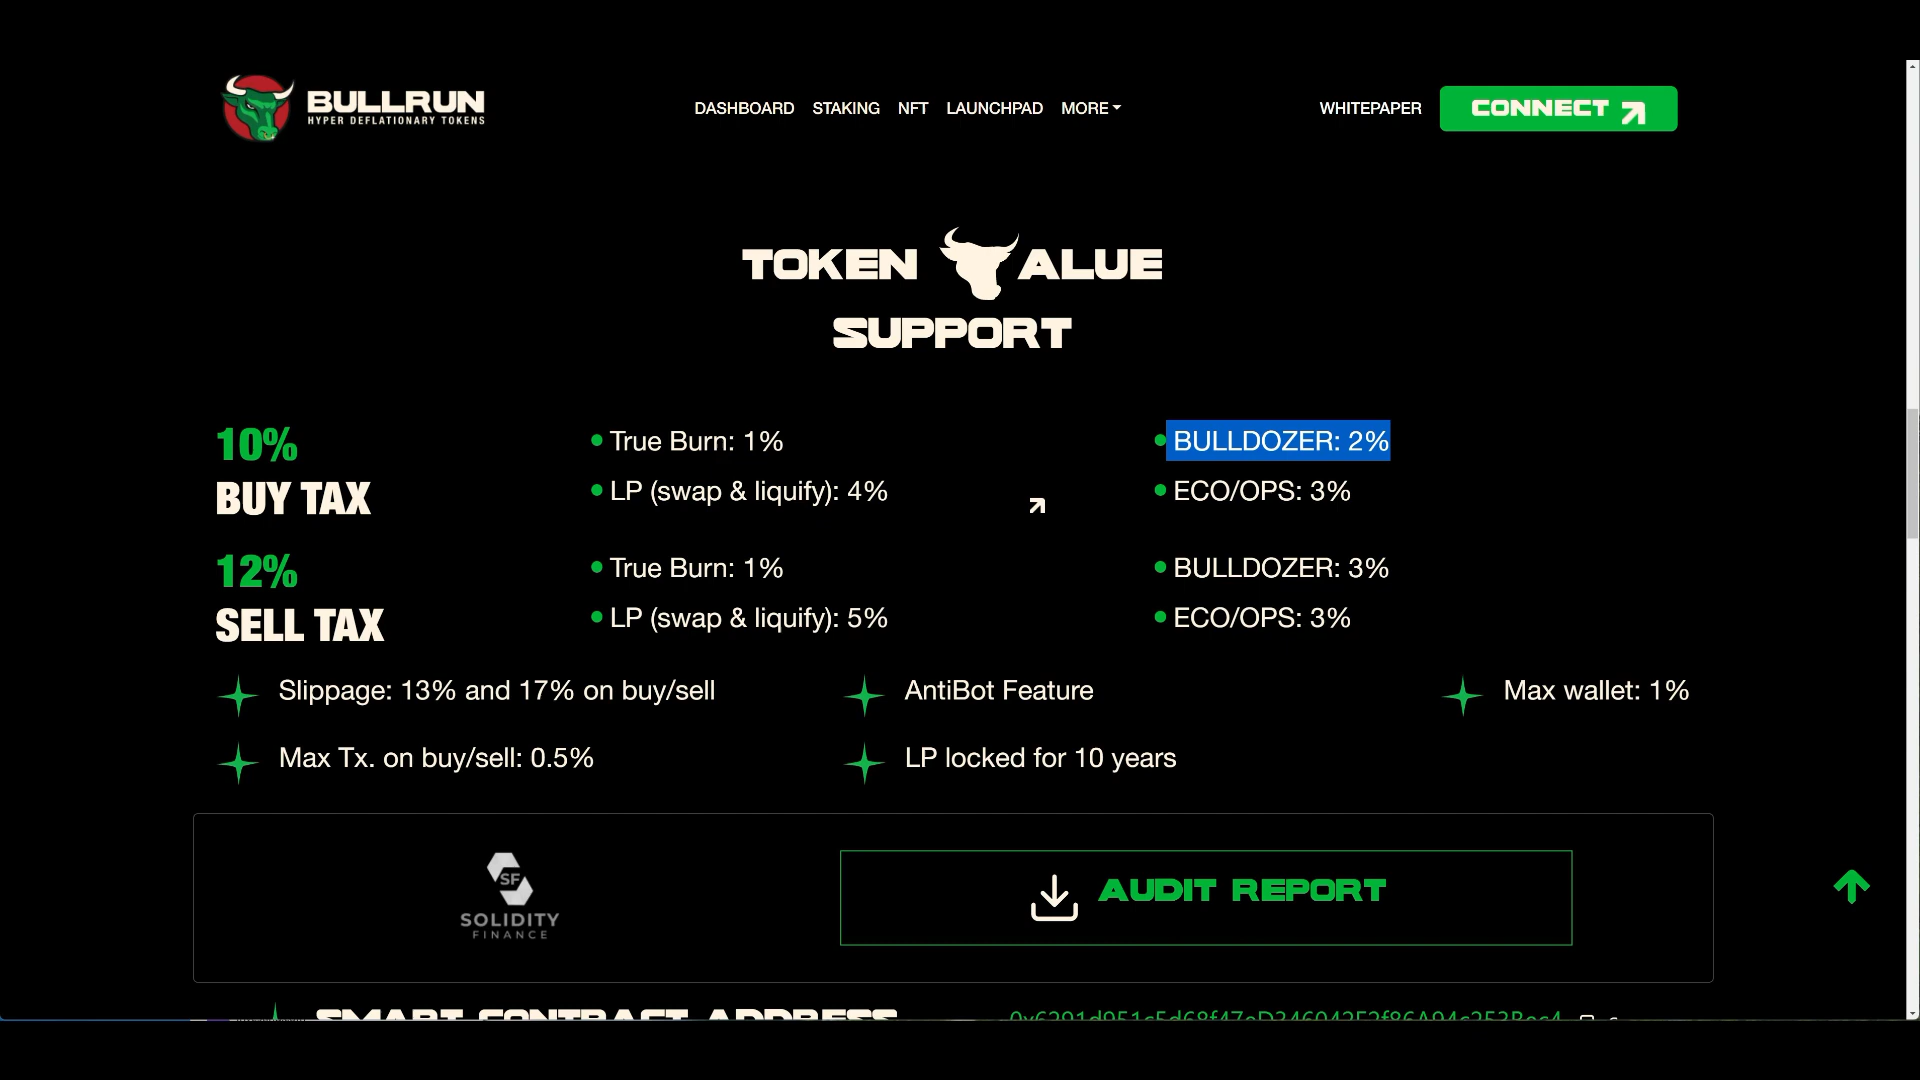 BULLRUN
HYPER DEFLATIONARY TOKENS
DASHBOARD STAKING NFT LAUNCHPAD MORE
WHITEPAPER
CONNECT
TOKEN ALUE
SUPPORT
10%
BUY TAX
True Burn: 1%
LP (swap & liquify): 4%
BULLDOZER: 2%
ECO/OPS: 3%
12%
SELL TAX
True Burn: 1%
LP (swap & liquify): 5%
BULLDOZER: 3%
ECO/OPS: 3%
Slippage: 13% and 17% on buy/sell
AntiBot Feature
Max wallet: 1%
Max Tx. on buy/sell: 0.5%
LP locked for 10 years
SF
SOLIDITY
FINANCE
AUDIT REPORT
SMART CONTRACT ADDRESS